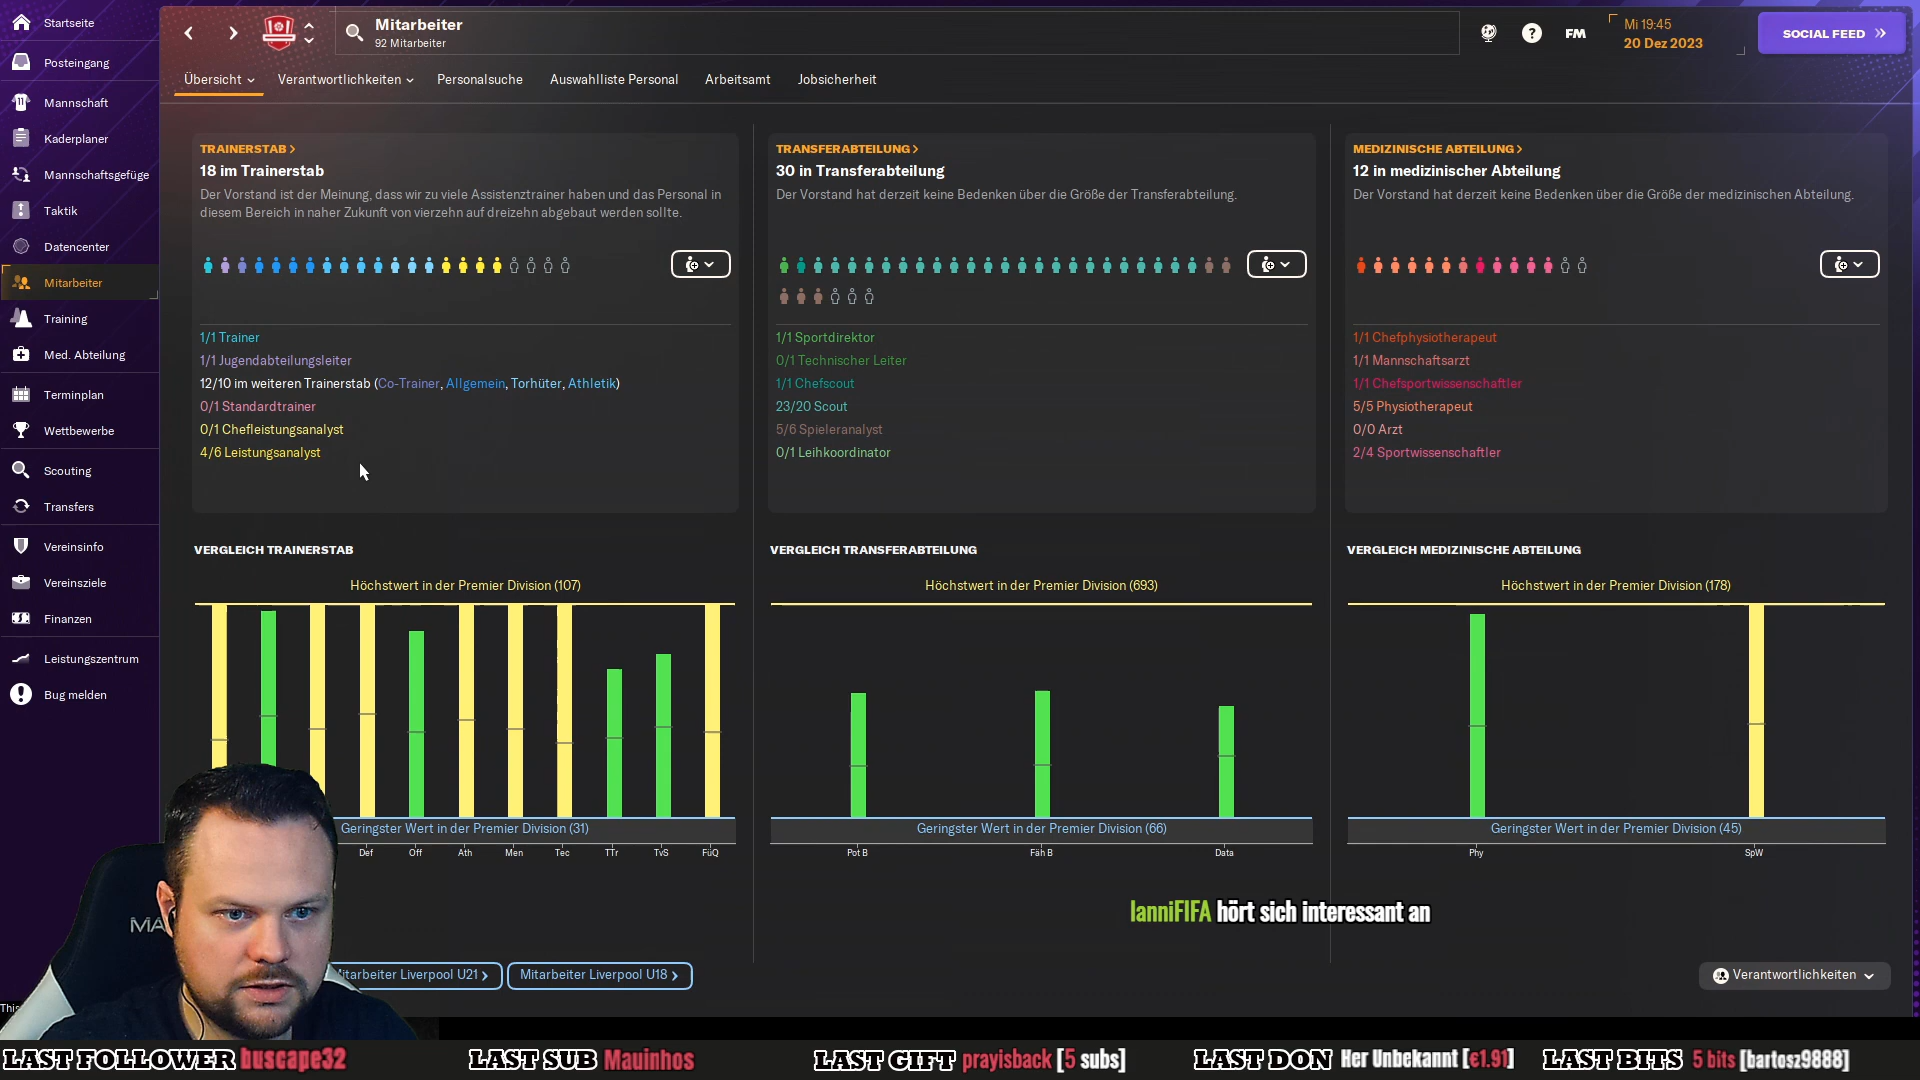 Startseite
Posteingang
Mannschaft
Kaderplaner
Mannschaftsgefüge
Taktik
Datencenter
Mitarbeiter
Training
Med. Abteilung
Terminplan
Wettbewerbe
Scouting
Transfers
Vereinsinfo
Vereinsziele
Finanzen
Leistungszentrum
Bug melden
Mitarbeiter
92 Mitarbeiter
FM
Mi 19:45
20 Dez 2023
SOCIAL FEED
Übersicht
Verantwortlichkeiten
Personalsuche
Auswahlliste Personal
Arbeitsamt
Jobsicherheit
TRAINERSTAB
18 im Trainerstab
Der Vorstand ist der Meinung, dass wir zu viele Assistenztrainer haben und das Personal in
diesem Bereich in naher Zukunft von vierzehn auf dreizehn abgebaut werden sollte.
1/1 Trainer
1/1 Jugendabteilungsleiter
12/10 im weiteren Trainerstab (Co-Trainer, Allgemein, Torhüter, Athletik)
0/1 Standardtrainer
0/1 Chefleistungsanalyst
4/6 Leistungsanalyst
TRANSFERABTEILUNG
30 in Transferabteilung
Der Vorstand hat derzeit keine Bedenken über die Größe der Transferabteilung.
1/1 Sportdirektor
0/1 Technischer Leiter
1/1 Chefscout
23/20 Scout
5/6 Spieleranalyst
0/1 Leihkoordinator
MEDIZINISCHE ABTEILUNG
12 in medizinischer Abteilung
Der Vorstand hat derzeit keine Bedenken über die Größe der medizinischen Abteilung.
1/1 Chefphysiotherapeut
1/1 Mannschaftsarzt
1/1 Chefsportwissenschaftler
5/5 Physiotherapeut
0/0 Arzt
2/4 Sportwissenschaftler
VERGLEICH TRAINERSTAB
Höchstwert in der Premier Division (107)
Geringster Wert in der Premier Division (31)
Def Off Ath Men Tec TTr TvS FüQ
VERGLEICH TRANSFERABTEILUNG
Höchstwert in der Premier Division (693)
Geringster Wert in der Premier Division (66)
Pot B Fäh B Data
VERGLEICH MEDIZINISCHE ABTEILUNG
Höchstwert in der Premier Division (178)
Geringster Wert in der Premier Division (45)
Phy SpW
IanniFIFA hört sich interessant an
Mitarbeiter Liverpool U21
Mitarbeiter Liverpool U18
Verantwortlichkeiten
This
LAST FOLLOWER buscape32
LAST SUB Mauinhos
LAST GIFT prayisback [5 subs]
LAST DON Her Unbekannt [€1.91]
LAST BITS 5 bits [bartosz9888]